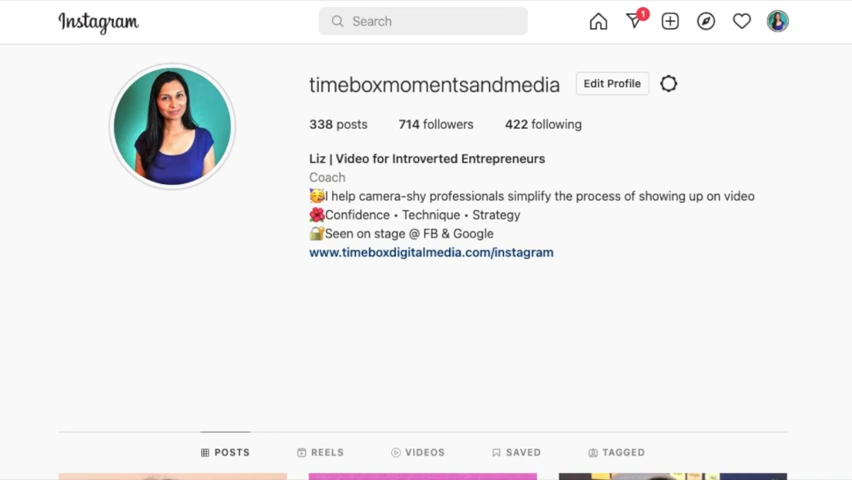 Instagram
Search
1
timeboxmomentsandmedia Edit Profile
338 posts 714 followers 422 following
Liz | Video for Introverted Entrepreneurs
Coach
🥳I help camera-shy professionals simplify the process of showing up on video
🌺Confidence • Technique • Strategy
🔐Seen on stage @ FB & Google
www.timeboxdigitalmedia.com/instagram
POSTS REELS VIDEOS SAVED TAGGED